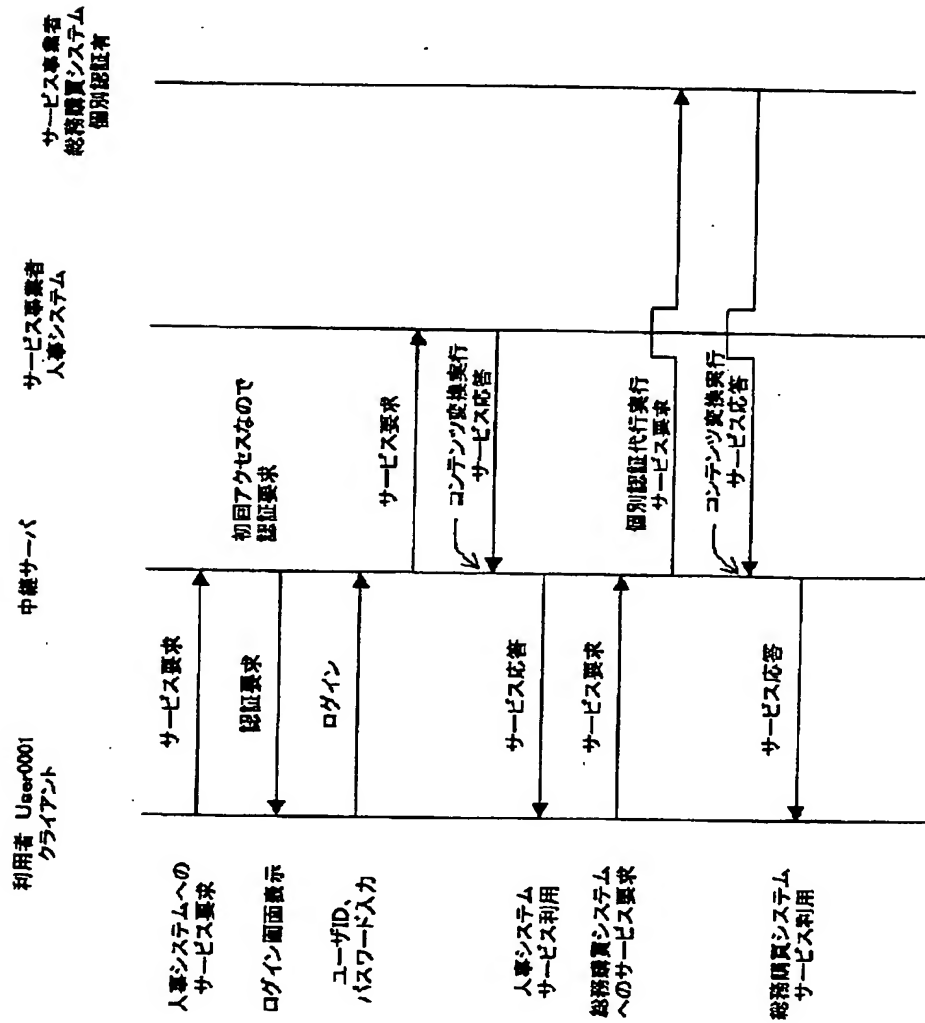 利用者 User0001
クライアント
中継サーバ
サービス事業者
人事システム
サービス事業者
総務購買システム
個別認証有
人事システムへの
サービス要求
サービス要求
初回アクセスなので
認証要求
ログイン画面表示
認証要求
ユーザID、
パスワード入力
ログイン
サービス要求
コンテンツ変換実行
サービス応答
人事システム
サービス利用
サービス応答
総務購買システム
へのサービス要求
サービス要求
個別認証代行実行
サービス要求
コンテンツ変換実行
サービス応答
総務購買システム
サービス利用
サービス応答